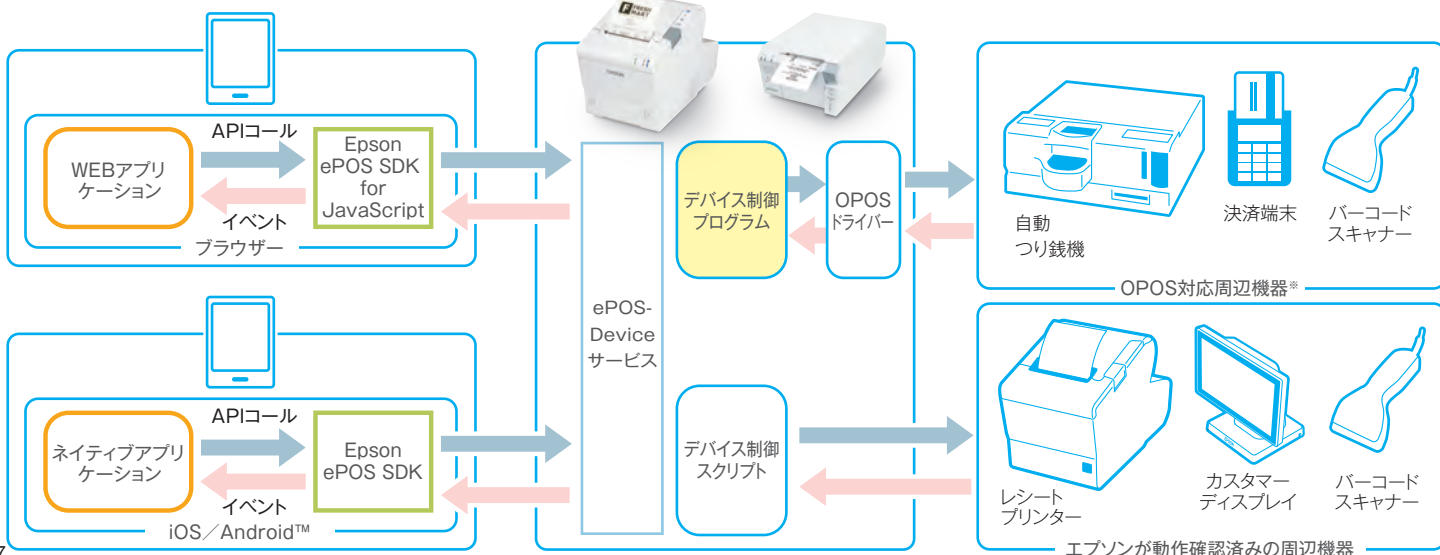 FRESH
MART
APIコール
WEBアプリ
ケーション
Epson
ePOS SDK
for
JavaScript
イベント
ブラウザー
APIコール
ネイティブアプリ
ケーション
Epson
ePOS SDK
イベント
iOS／Android™
7
ePOS-
Device
サービス
デバイス制御
プログラム
OPOS
ドライバー
デバイス制御
スクリプト
自動
つり銭機
決済端末
バーコード
スキャナー
OPOS対応周辺機器※
レシート
プリンター
カスタマー
ディスプレイ
バーコード
スキャナー
エプソンが動作確認済みの周辺機器